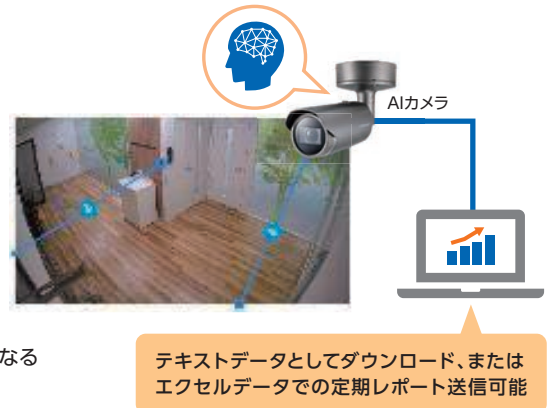 AIカメラ
なる
テキストデータとしてダウンロード、または
エクセルデータでの定期レポート送信可能